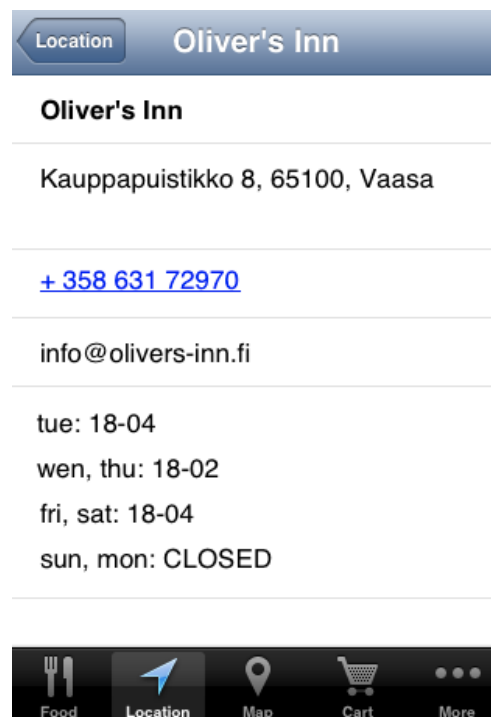 Location
Oliver's Inn
Oliver's Inn
Kauppapuistikko 8, 65100, Vaasa
+ 358 631 72970
info@olivers-inn.fi
tue: 18-04
wen, thu: 18-02
fri, sat: 18-04
sun, mon: CLOSED
Food Location Map Cart More